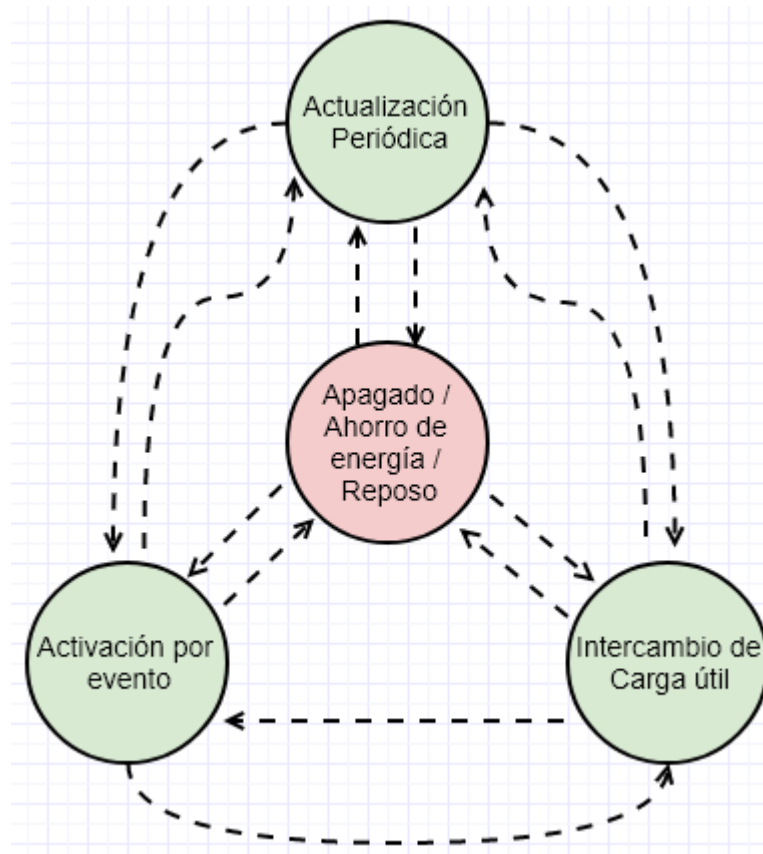 Actualización
Periódica
Apagado /
Ahorro de
energía /
Reposo
Activación por
evento
Intercambio de
Carga útil